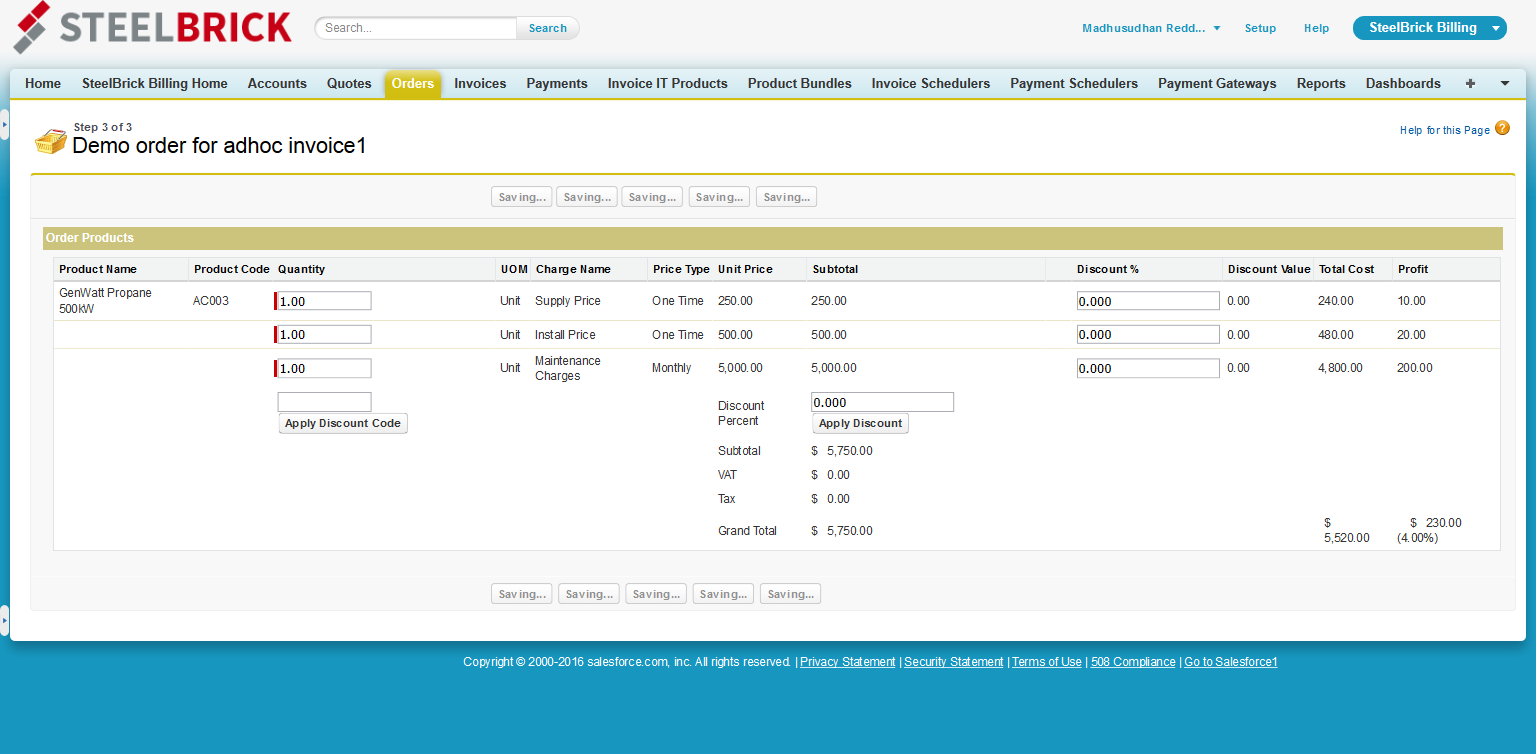 STEELBRICK
Search... Search
Madhusudhan Redd... Setup Help SteelBrick Billing
Home SteelBrick Billing Home Accounts Quotes Orders Invoices Payments Invoice IT Products Product Bundles Invoice Schedulers Payment Schedulers Payment Gateways Reports Dashboards +
Step 3 of 3
Demo order for adhoc invoice1
Help for this Page ?
Saving... Saving... Saving... Saving... Saving...
Order Products
Product Name Product Code Quantity UOM Charge Name Price Type Unit Price Subtotal Discount % Discount Value Total Cost Profit
GenWatt Propane
500kW AC003 1.00 Unit Supply Price One Time 250.00 250.00 0.000 0.00 240.00 10.00
1.00 Unit Install Price One Time 500.00 500.00 0.000 0.00 480.00 20.00
1.00 Unit Maintenance
Charges Monthly 5,000.00 5,000.00 0.000 0.00 4,800.00 200.00
Apply Discount Code
Discount
Percent
0.000
Apply Discount
Subtotal $ 5,750.00
VAT $ 0.00
Tax $ 0.00
Grand Total $ 5,750.00
$
5,520.00
$ 230.00
(4.00%)
Saving... Saving... Saving... Saving... Saving...
Copyright © 2000-2016 salesforce.com, inc. All rights reserved. | Privacy Statement | Security Statement | Terms of Use | 508 Compliance | Go to Salesforce1